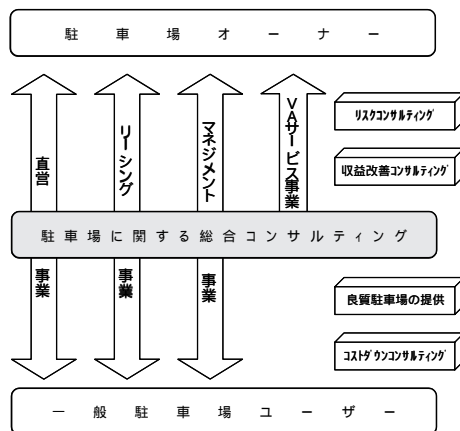 駐車場オーナー
直営
リーシング
マネジメント
VAサービス事業
リスクコンサルティング
収益改善コンサルティング
駐車場に関する総合コンサルティング
事業
事業
事業
良質駐車場の提供
コストダウンコンサルティング
一般駐車場ユーザー